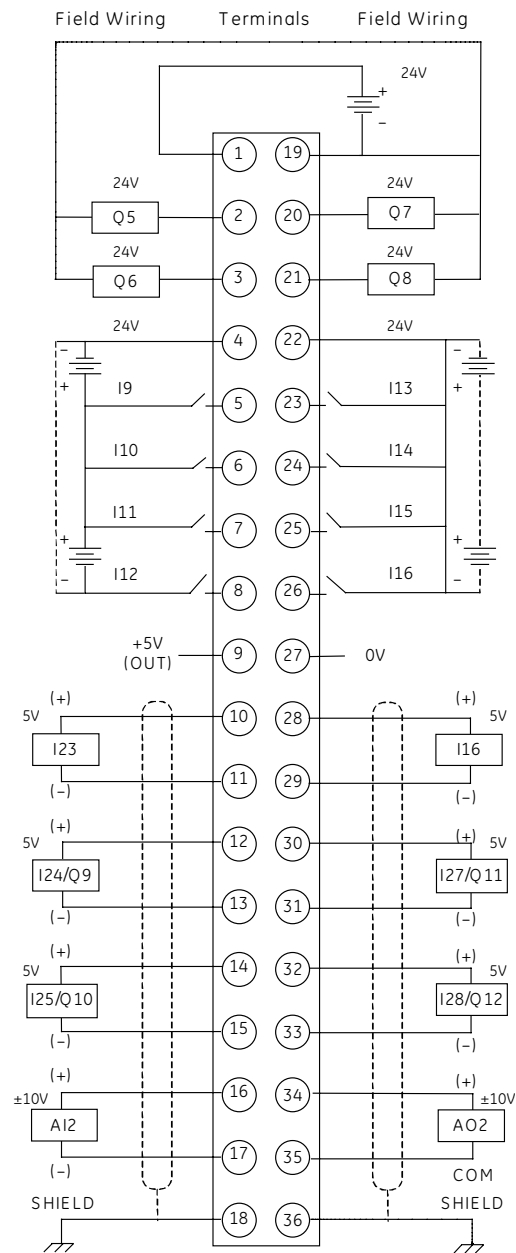 Field Wiring Terminals Field Wiring
24V
+
−
1 19
24V 24V
Q5 2 20 Q7
24V 24V
Q6 3 21 Q8
24V 4 22 24V
− −
+ +
I9 5 23 I13
I10 6 24 I14
I11 7 25 I15
+ +
− −
I12 8 26 I16
+5V
(OUT) 9 27 0V
(+) 10 28 (+)
5V 5V
I23 I16
(−) 11 29 (−)
(+) 12 30 (+)
5V 5V
I24/Q9 I27/Q11
(−) 13 31 (−)
(+) 14 32 (+)
5V 5V
I25/Q10 I28/Q12
(−) 15 33 (−)
(+) 16 34 (+)
±10V ±10V
AI2 AO2
(−) 17 35 COM
SHIELD 18 36 SHIELD